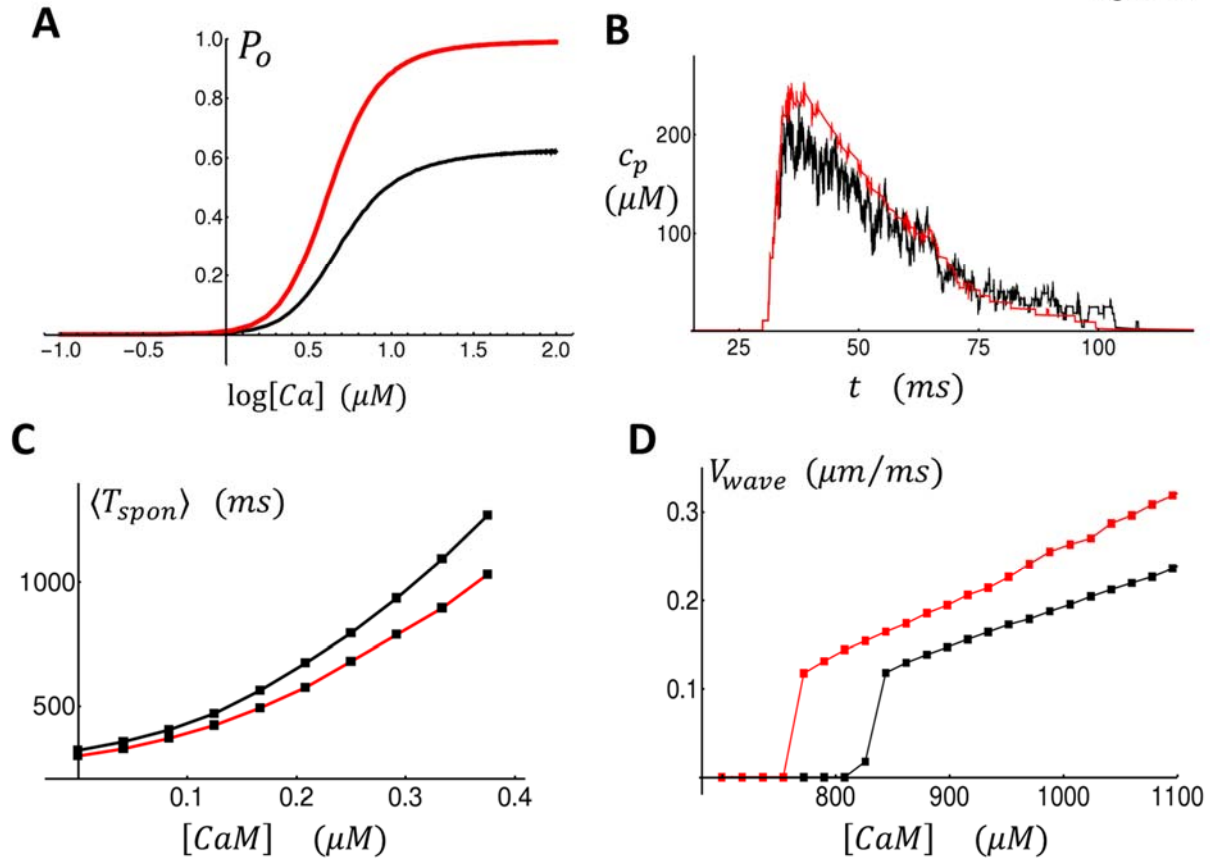 A
P_o
1.0
0.8
0.6
0.4
0.2
−1.0 −0.5 0.5 1.0 1.5 2.0
log[Ca] (μM)
B
200
c_p
(μM)
100
25 50 75 100
t (ms)
C
⟨T_spon⟩ (ms)
1000
500
0.1 0.2 0.3 0.4
[CaM] (μM)
D
V_wave (μm/ms)
0.3
0.2
0.1
800 900 1000 1100
[CaM] (μM)